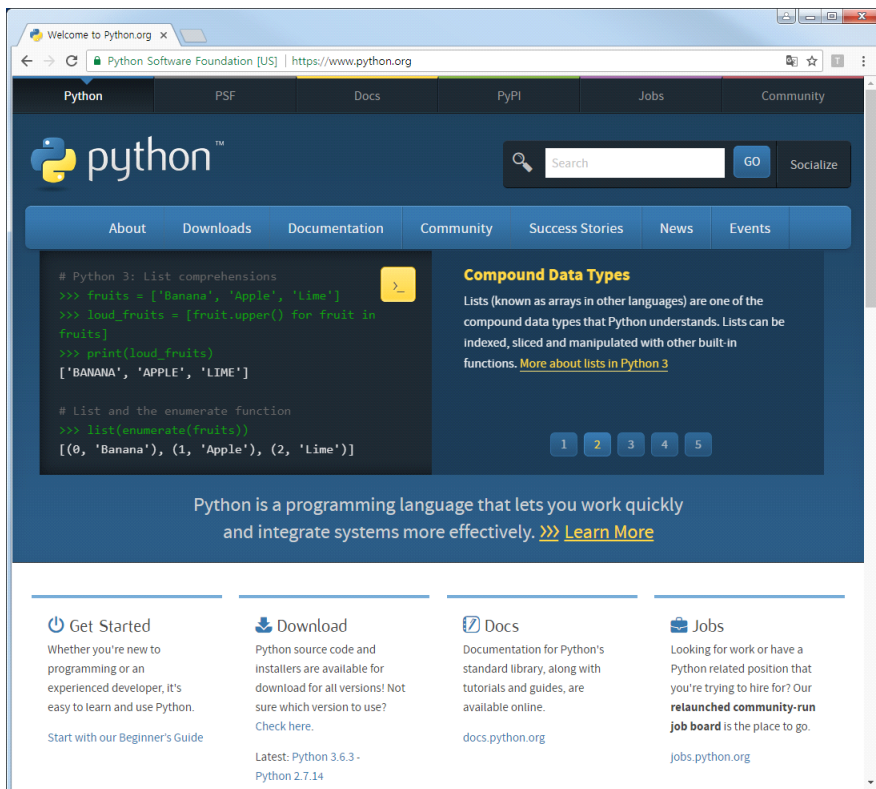 Welcome to Python.org
Python Software Foundation [US] | https://www.python.org
Python PSF Docs PyPI Jobs Community
python™
Search GO Socialize
About Downloads Documentation Community Success Stories News Events
# Python 3: List comprehensions
>>> fruits = ['Banana', 'Apple', 'Lime']
>>> loud_fruits = [fruit.upper() for fruit in
fruits]
>>> print(loud_fruits)
['BANANA', 'APPLE', 'LIME']
# List and the enumerate function
>>> list(enumerate(fruits))
[(0, 'Banana'), (1, 'Apple'), (2, 'Lime')]
>_
Compound Data Types
Lists (known as arrays in other languages) are one of the
compound data types that Python understands. Lists can be
indexed, sliced and manipulated with other built-in
functions. More about lists in Python 3
1 2 3 4 5
Python is a programming language that lets you work quickly
and integrate systems more effectively. >>> Learn More
Get Started
Whether you're new to
programming or an
experienced developer, it's
easy to learn and use Python.
Start with our Beginner's Guide
Download
Python source code and
installers are available for
download for all versions! Not
sure which version to use?
Check here.
Latest: Python 3.6.3 -
Python 2.7.14
Docs
Documentation for Python's
standard library, along with
tutorials and guides, are
available online.
docs.python.org
Jobs
Looking for work or have a
Python related position that
you're trying to hire for? Our
relaunched community-run
job board is the place to go.
jobs.python.org